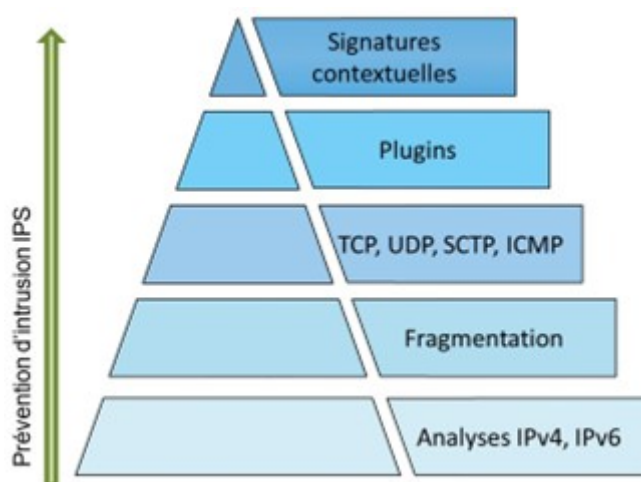 Signatures
contextuelles
Plugins
TCP, UDP, SCTP, ICMP
Fragmentation
Analyses IPv4, IPv6
Prévention d'intrusion IPS